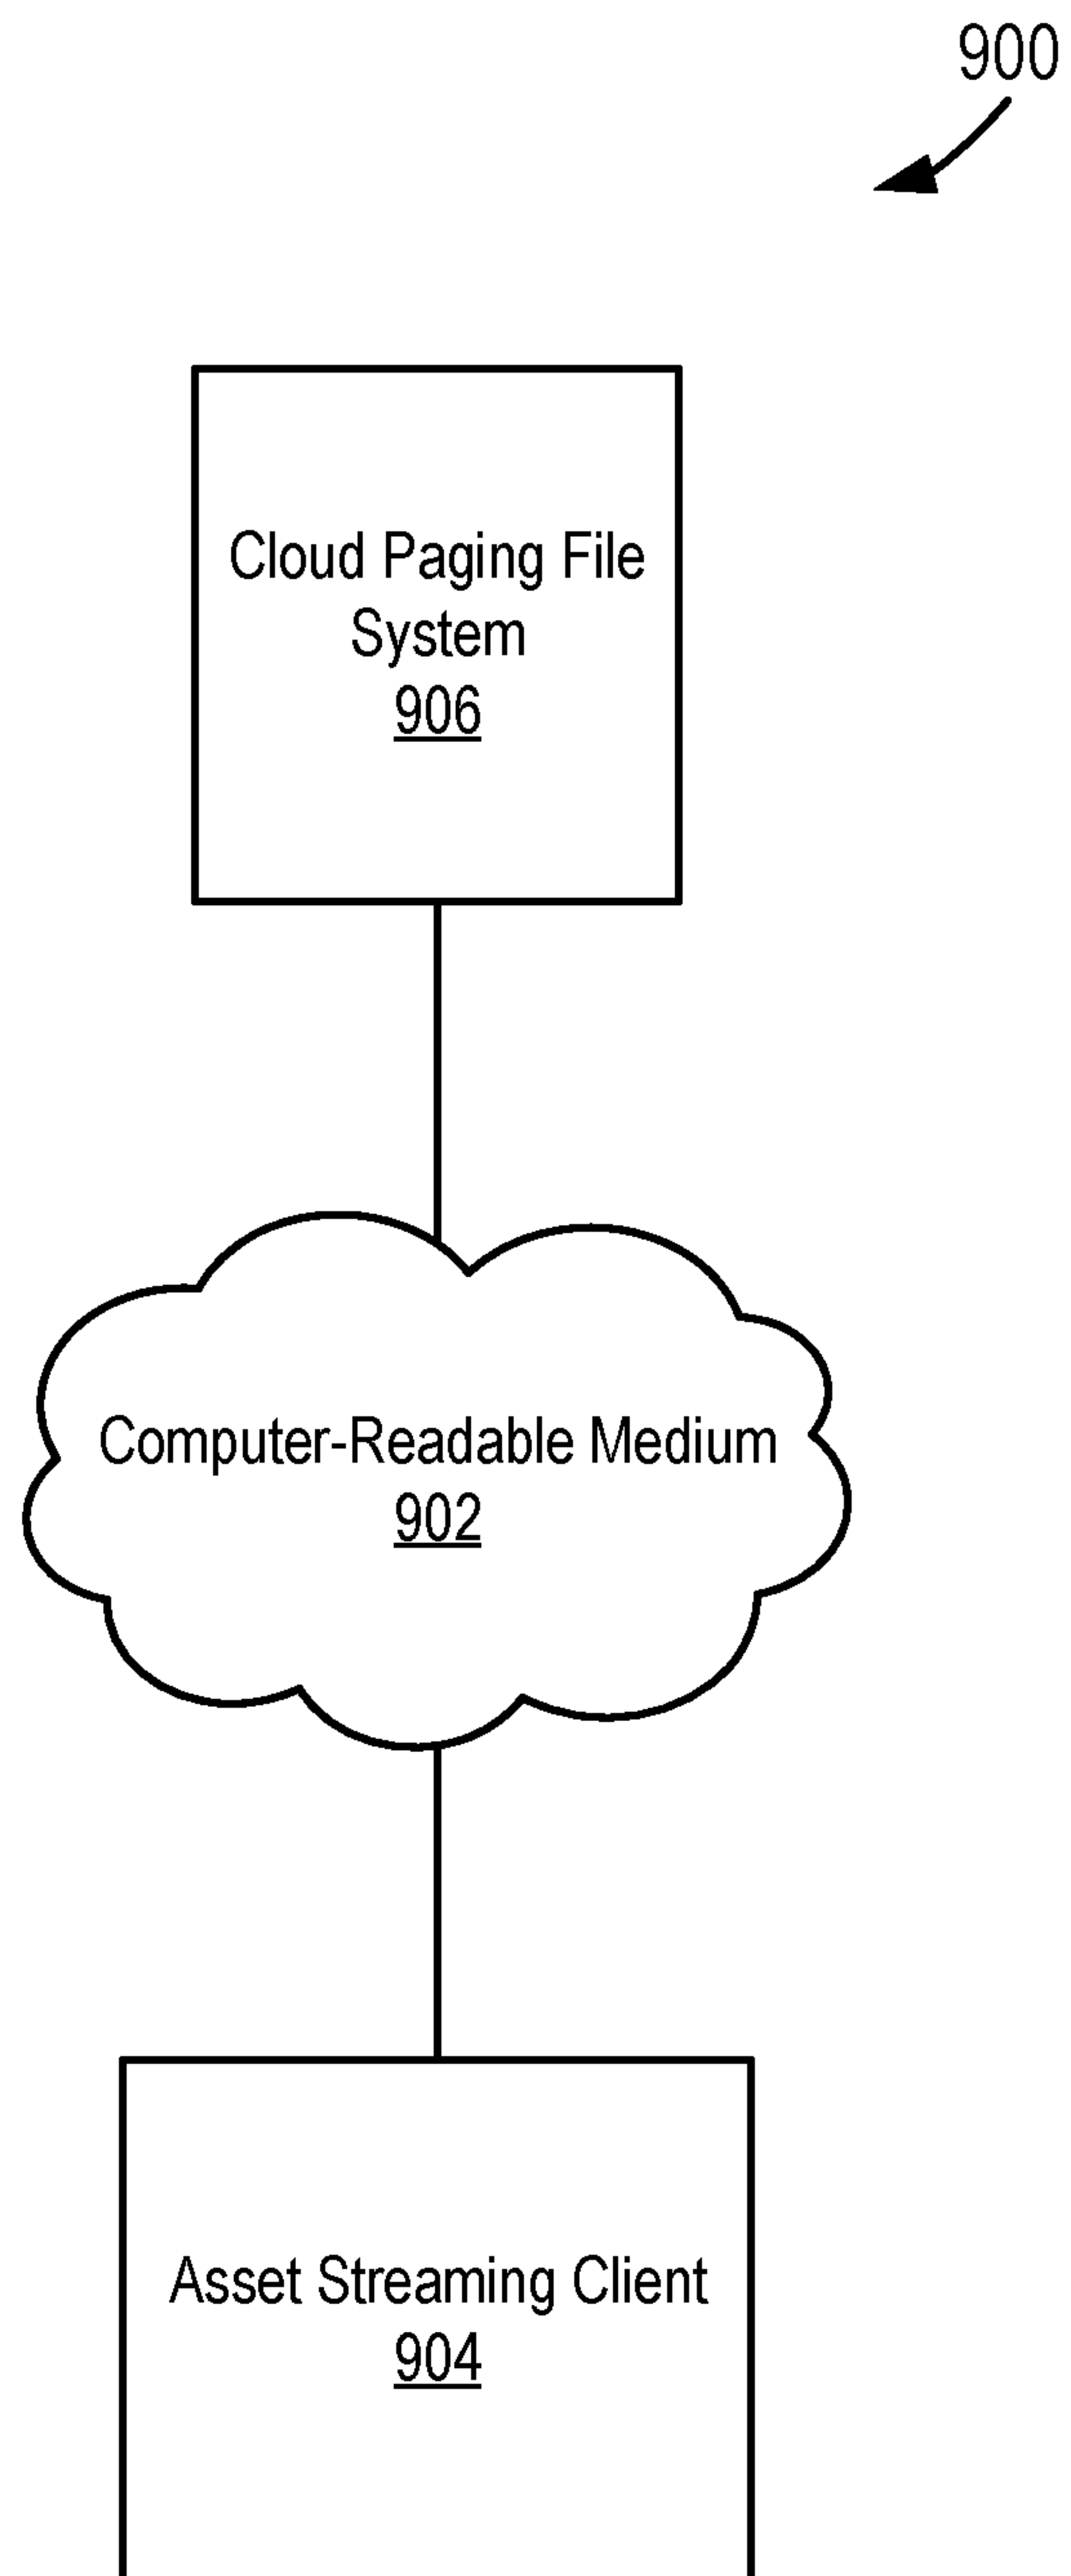 900
Cloud Paging File
System
906
Computer-Readable Medium
902
Asset Streaming Client
904